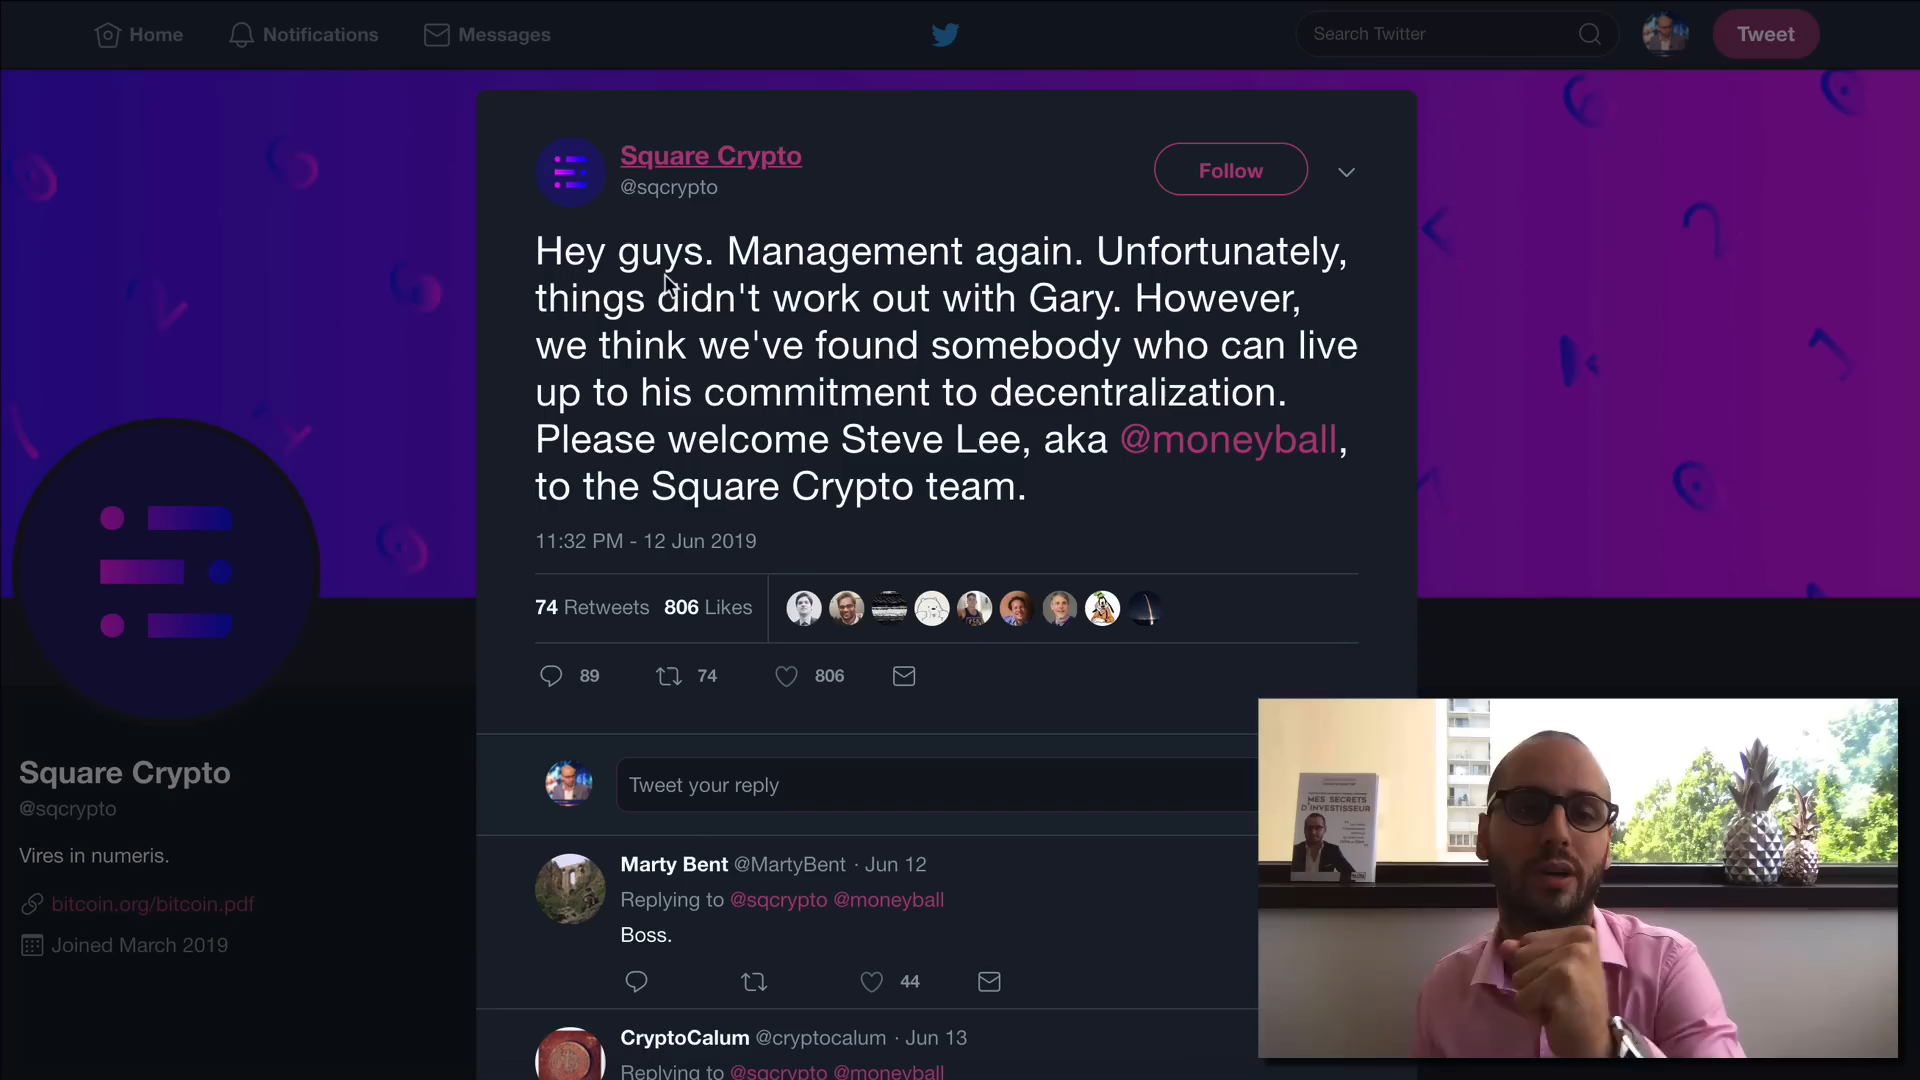 Home
Notifications
Messages
Search Twitter
Tweet
Square Crypto
@sqcrypto
Follow
Hey guys. Management again. Unfortunately,
things didn't work out with Gary. However,
we think we've found somebody who can live
up to his commitment to decentralization.
Please welcome Steve Lee, aka @moneyball,
to the Square Crypto team.
11:32 PM - 12 Jun 2019
74 Retweets 806 Likes
89 74 806
Square Crypto
@sqcrypto
Vires in numeris.
bitcoin.org/bitcoin.pdf
Joined March 2019
Tweet your reply
Marty Bent @MartyBent · Jun 12
Replying to @sqcrypto @moneyball
Boss.
44
CryptoCalum @cryptocalum · Jun 13
Replying to @sqcrypto @moneyball
MES SECRETS
D'INVESTISSEUR